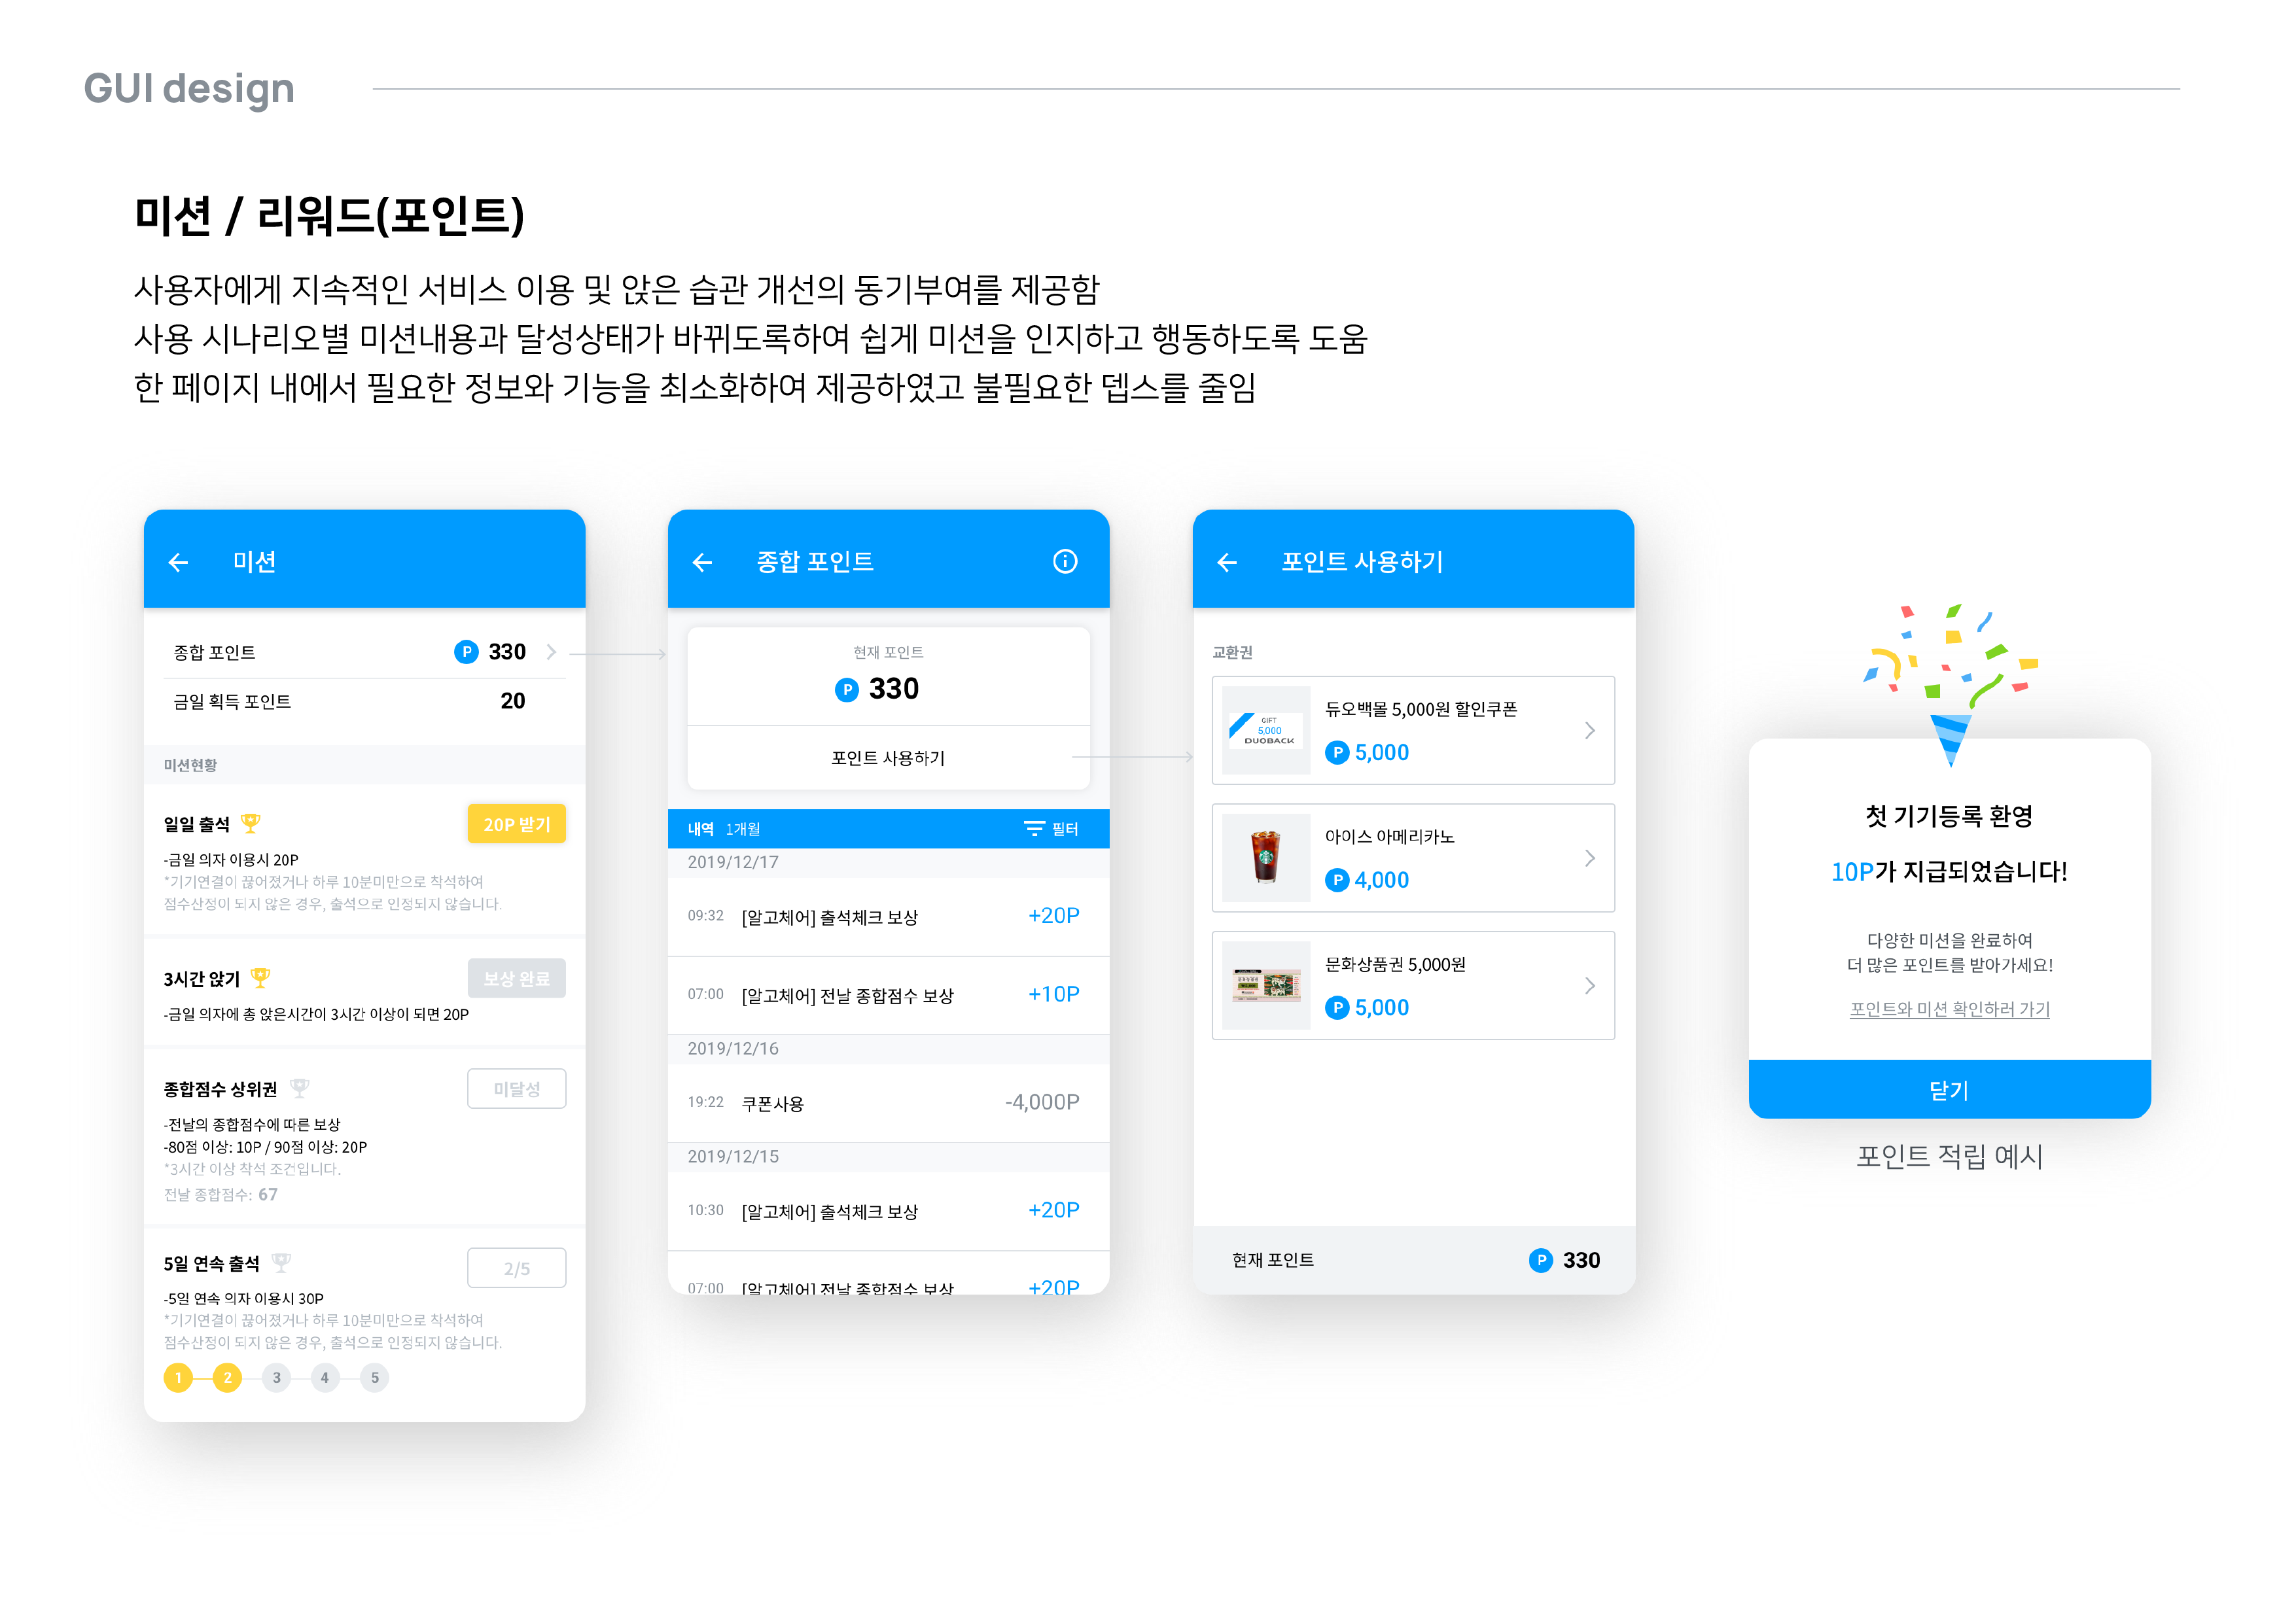 GUI design
미션 / 리워드(포인트)
사용자에게 지속적인 서비스 이용 및 앉은 습관 개선의 동기부여를 제공함
사용 시나리오별 미션내용과 달성상태가 바뀌도록하여 쉽게 미션을 인지하고 행동하도록 도움
한 페이지 내에서 필요한 정보와 기능을 최소화하여 제공하였고 불필요한 뎁스를 줄임
미션
종합 포인트 P 330
금일 획득 포인트 20
미션현황
일일 출석 20P 받기
-금일 의자 이용시 20P
*기기연결이 끊어졌거나 하루 10분미만으로 착석하여
점수산정이 되지 않은 경우, 출석으로 인정되지 않습니다.
3시간 앉기 보상 완료
-금일 의자에 총 앉은시간이 3시간 이상이 되면 20P
종합점수 상위권 미달성
-전날의 종합점수에 따른 보상
-80점 이상: 10P / 90점 이상: 20P
*3시간 이상 착석 조건입니다.
전날 종합점수: 67
5일 연속 출석 2/5
-5일 연속 의자 이용시 30P
*기기연결이 끊어졌거나 하루 10분미만으로 착석하여
점수산정이 되지 않은 경우, 출석으로 인정되지 않습니다.
1 2 3 4 5
종합 포인트
현재 포인트
P 330
포인트 사용하기
내역 1개월 필터
2019/12/17
09:32 [알고체어] 출석체크 보상 +20P
07:00 [알고체어] 전날 종합점수 보상 +10P
2019/12/16
19:22 쿠폰사용 -4,000P
2019/12/15
10:30 [알고체어] 출석체크 보상 +20P
07:00 [알고체어] 전날 종합점수 보상 +20P
포인트 사용하기
교환권
GIFT
5,000
DUOBACK
듀오백몰 5,000원 할인쿠폰
P 5,000
아이스 아메리카노
P 4,000
문화상품권 5,000원
P 5,000
현재 포인트 P 330
첫 기기등록 환영
10P가 지급되었습니다!
다양한 미션을 완료하여
더 많은 포인트를 받아가세요!
포인트와 미션 확인하러 가기
닫기
포인트 적립 예시